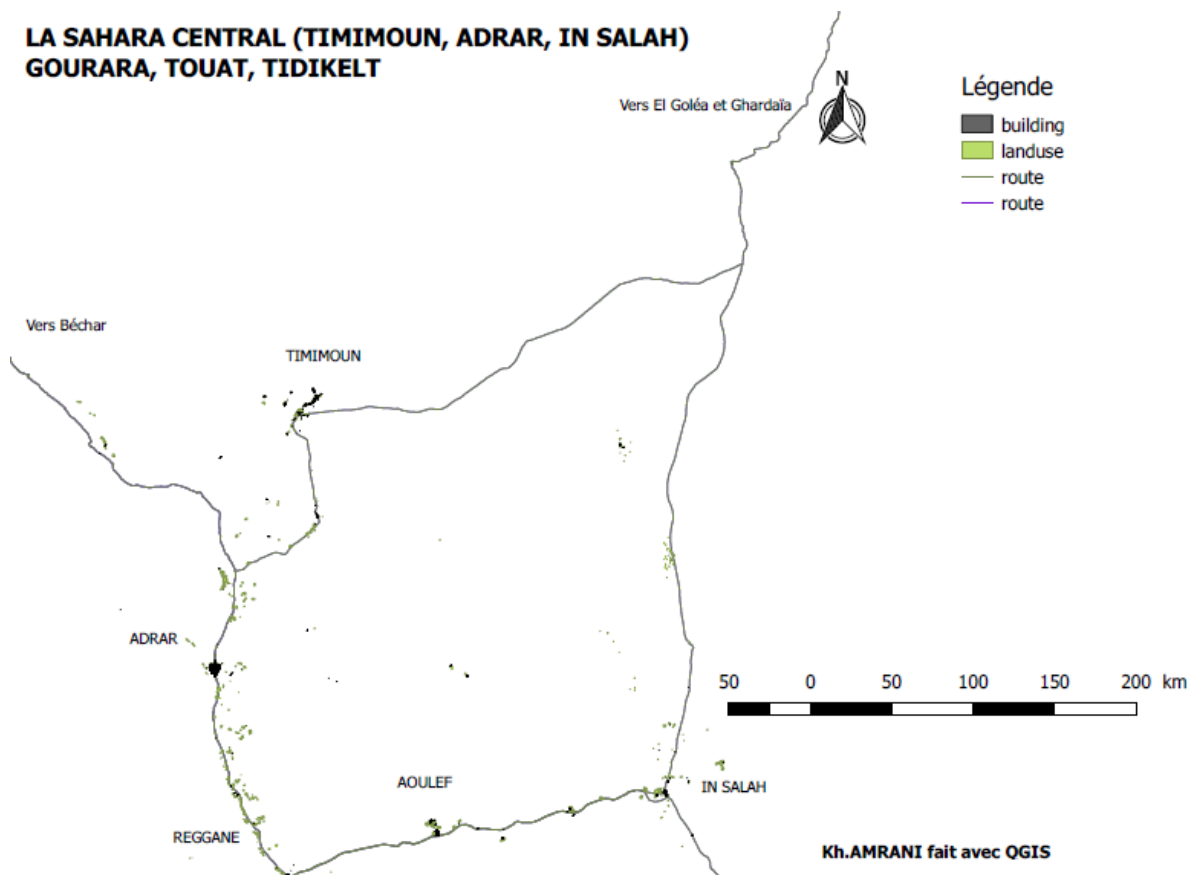 LA SAHARA CENTRAL (TIMIMOUN, ADRAR, IN SALAH)
GOURARA, TOUAT, TIDIKELT
N
Vers El Goléa et Ghardaïa
Légende
building
landuse
route
route
Vers Béchar
TIMIMOUN
ADRAR
50 0 50 100 150 200 km
AOULEF
IN SALAH
REGGANE
Kh.AMRANI fait avec QGIS